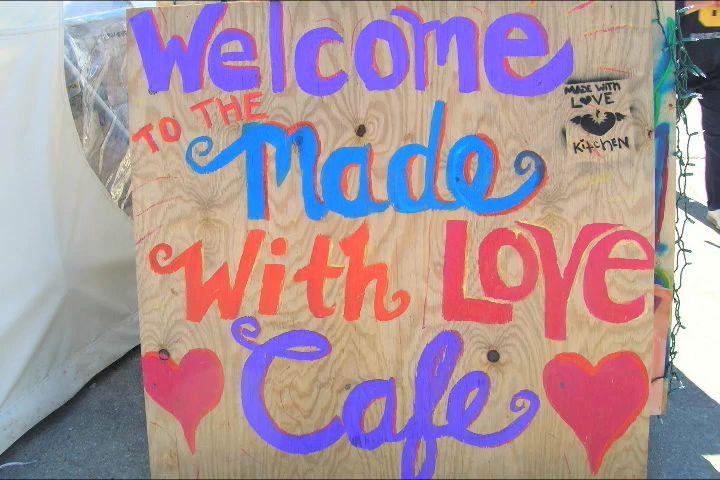 Welcome
TO THE
Made
With LOVE
Cafe
MADE WITH
LOVE
KitcheN